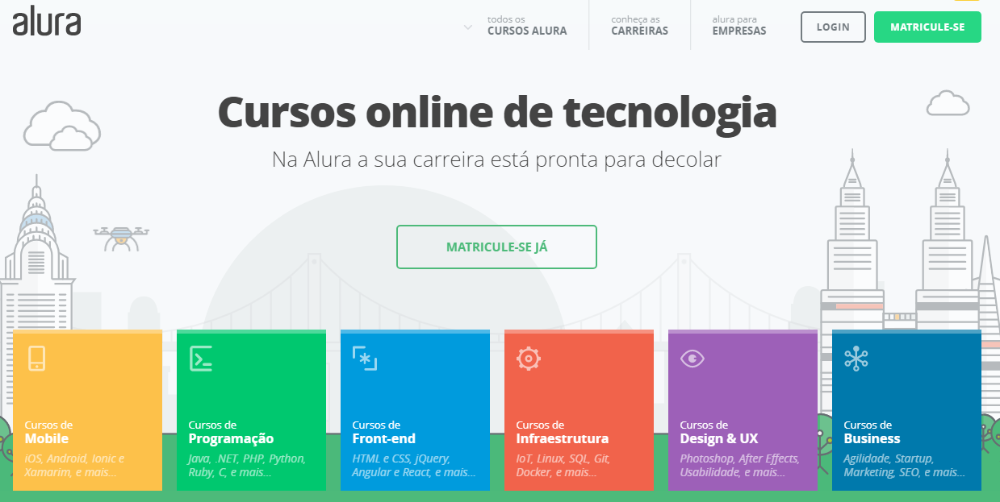 alura
todos os
CURSOS ALURA
conheça as
CARREIRAS
alura para
EMPRESAS
LOGIN
MATRICULE-SE
Cursos online de tecnologia
Na Alura a sua carreira está pronta para decolar
MATRICULE-SE JÁ
Cursos de
Mobile
iOS, Android, Ionic e
Xamarim, e mais...
Cursos de
Programação
Java, .NET, PHP, Python,
Ruby, C, e mais...
Cursos de
Front-end
HTML e CSS, jQuery,
Angular e React, e mais...
Cursos de
Infraestrutura
IoT, Linux, SQL, Git,
Docker, e mais...
Cursos de
Design & UX
Photoshop, After Effects,
Usabilidade, e mais...
Cursos de
Business
Agilidade, Startup,
Marketing, SEO, e mais...